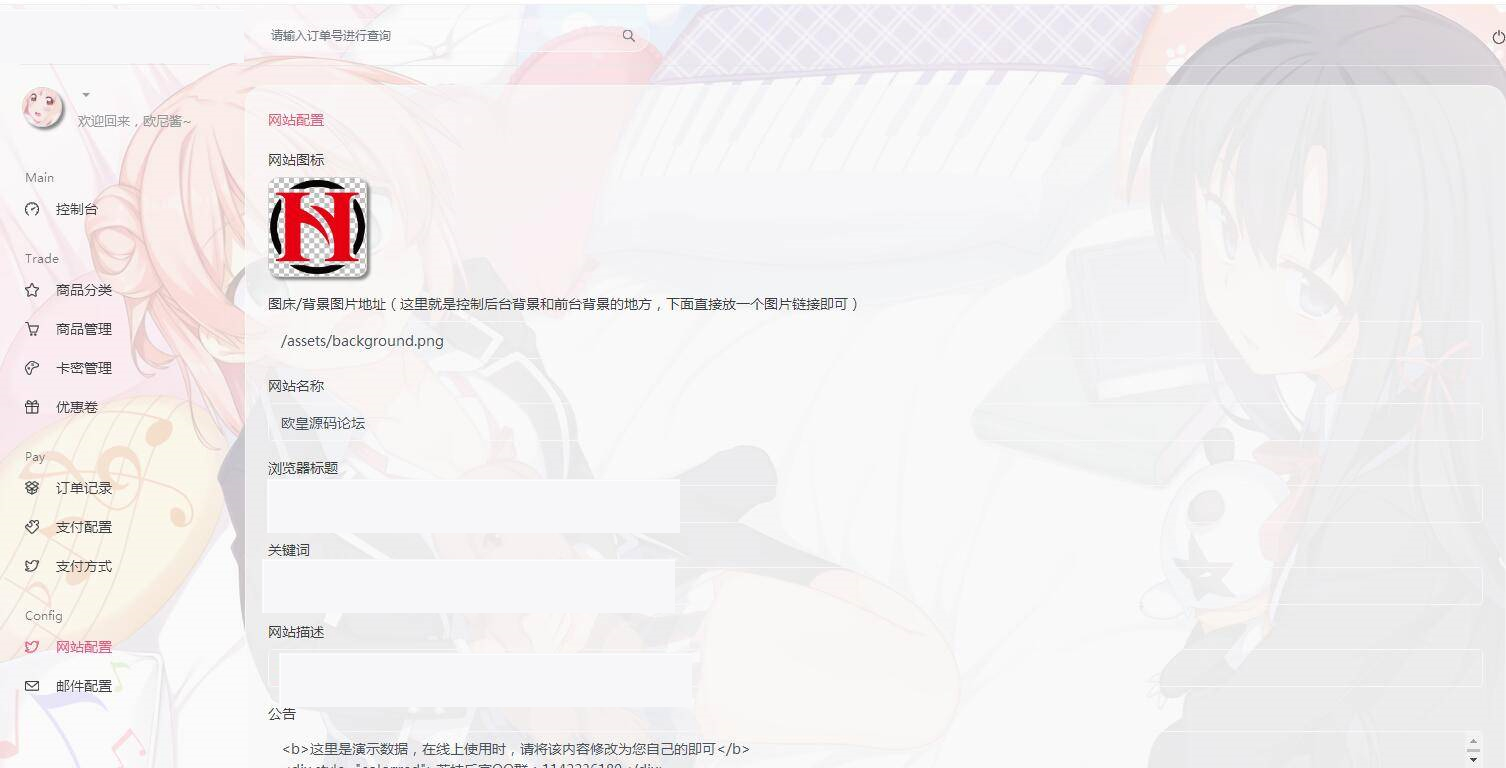 请输入订单号进行查询
欢迎回来，欧尼酱~
Main
控制台
Trade
商品分类
商品管理
卡密管理
优惠卷
Pay
订单记录
支付配置
支付方式
Config
网站配置
邮件配置
网站配置
网站图标
图床/背景图片地址（这里就是控制后台背景和前台背景的地方，下面直接放一个图片链接即可）
/assets/background.png
网站名称
欧皇源码论坛
浏览器标题
关键词
网站描述
公告
<b>这里是演示数据，在线上使用时，请将该内容修改为您自己的即可</b>